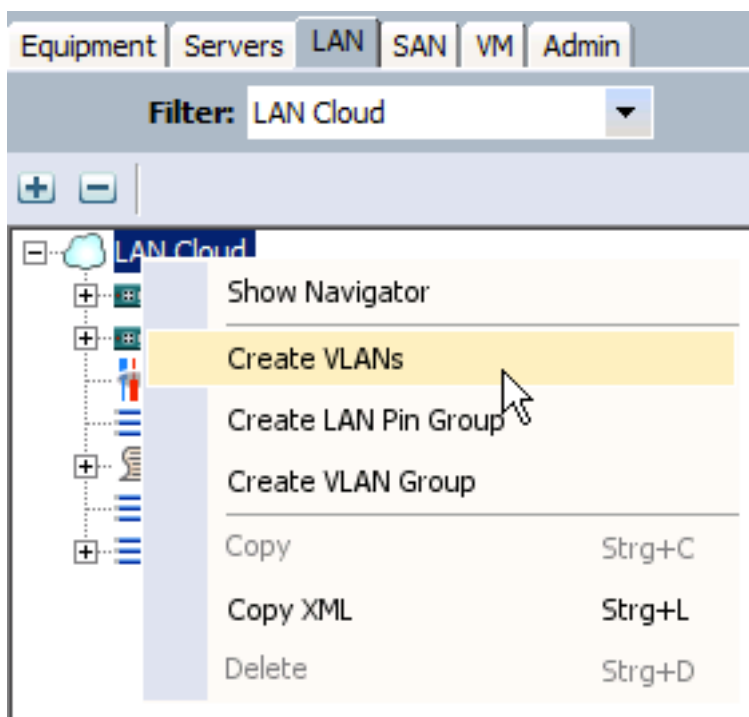 Equipment Servers LAN SAN VM Admin
Filter: LAN Cloud
LAN Cloud
Show Navigator
Create VLANs
Create LAN Pin Group
Create VLAN Group
Copy Strg+C
Copy XML Strg+L
Delete Strg+D